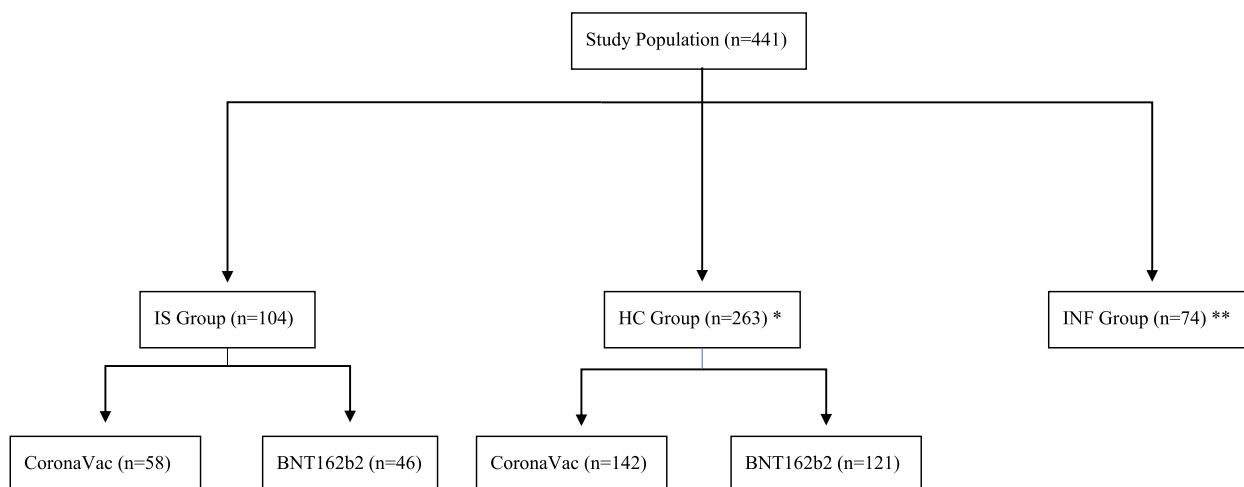 Study Population (n=441)
IS Group (n=104)
HC Group (n=263) *
INF Group (n=74) **
CoronaVac (n=58)
BNT162b2 (n=46)
CoronaVac (n=142)
BNT162b2 (n=121)